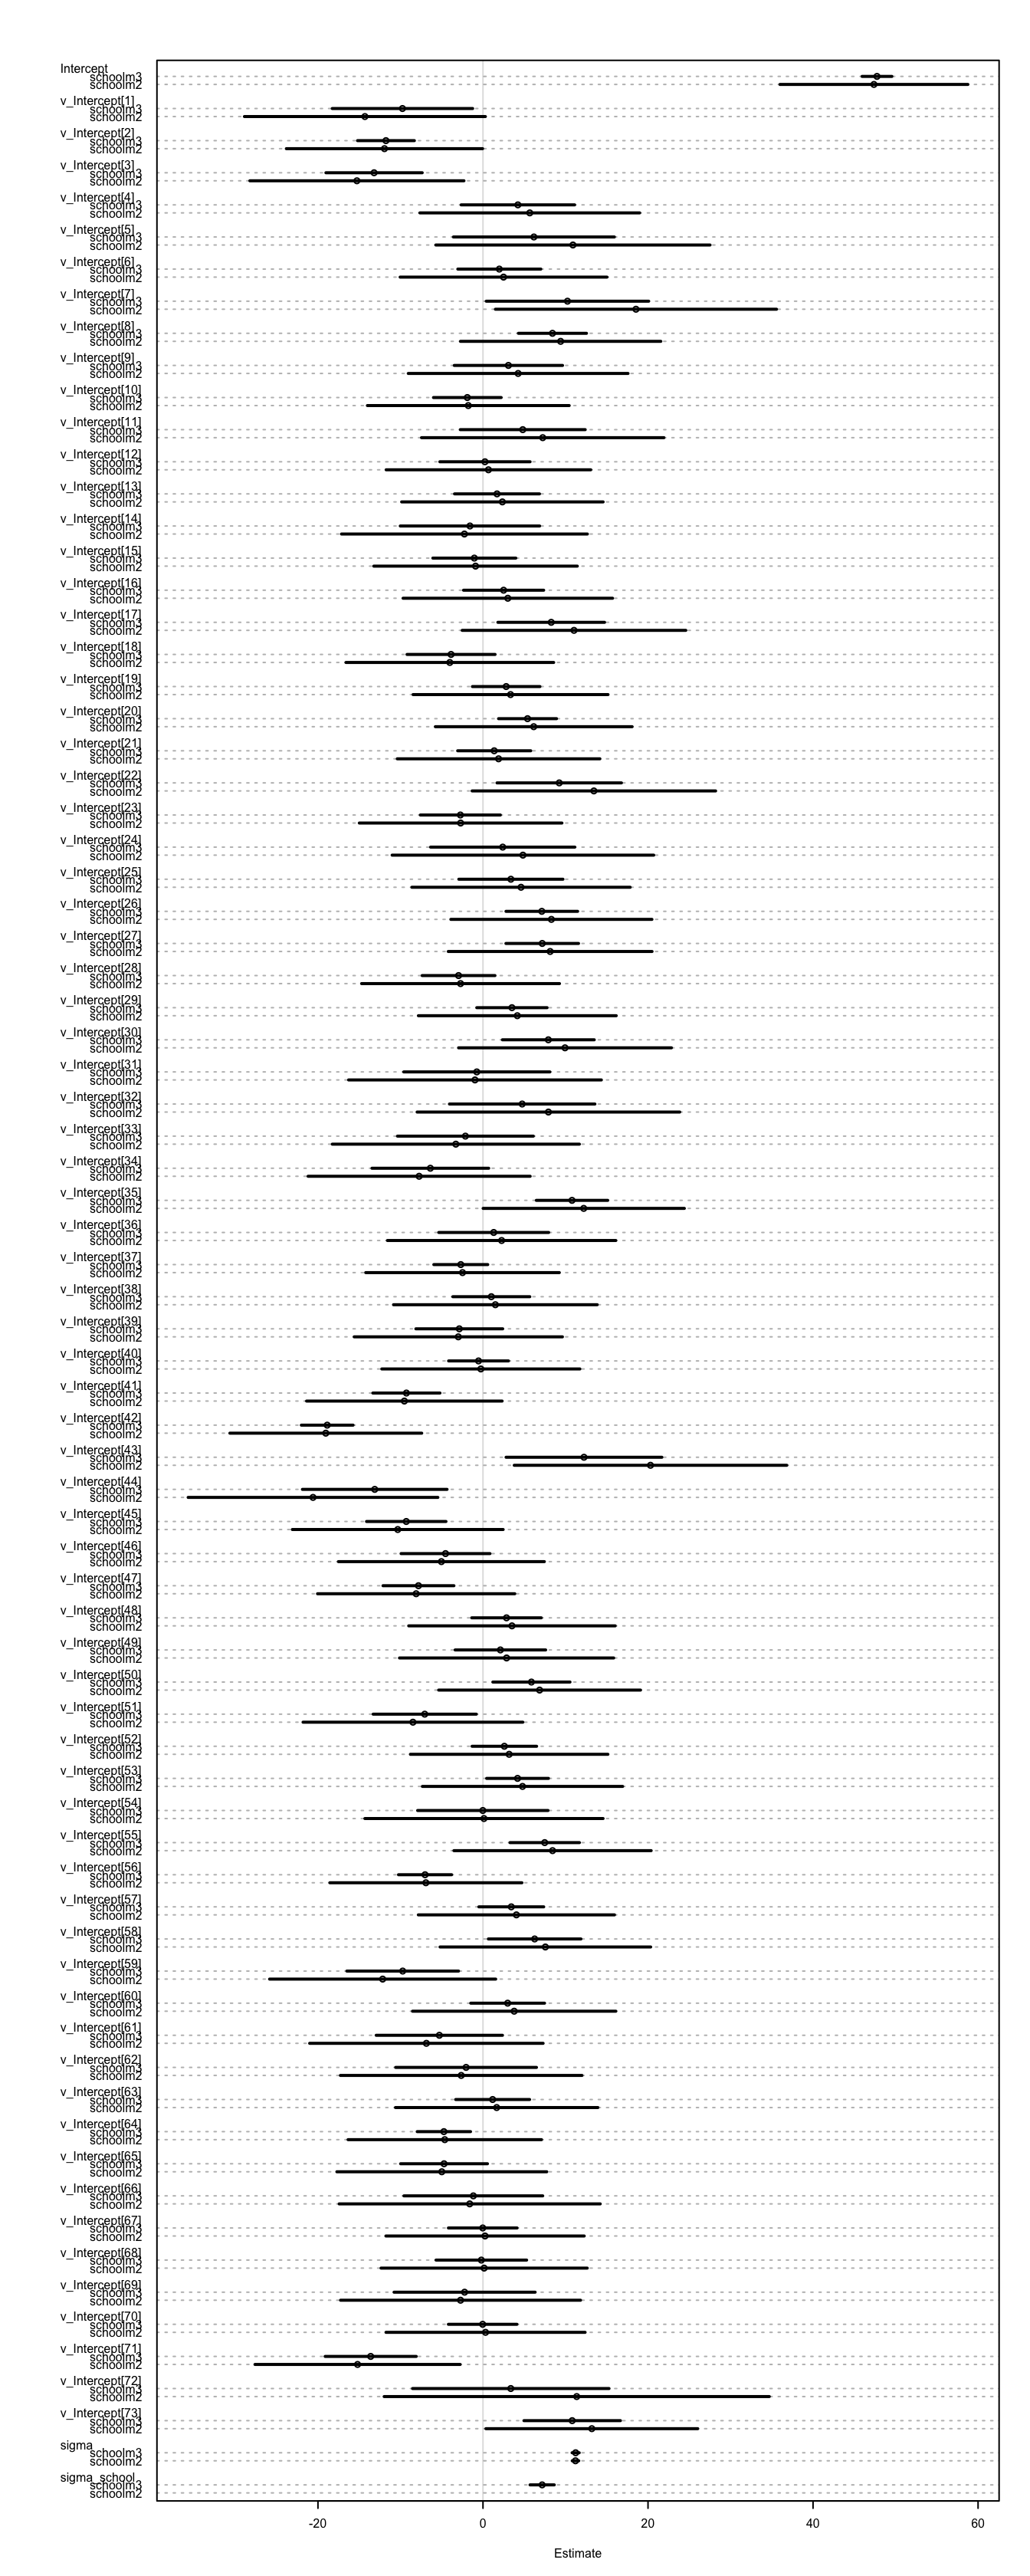 Intercept
schoolm3
schoolm2
v_Intercept[1]
schoolm3
schoolm2
v_Intercept[2]
schoolm3
schoolm2
v_Intercept[3]
schoolm3
schoolm2
v_Intercept[4]
schoolm3
schoolm2
v_Intercept[5]
schoolm3
schoolm2
v_Intercept[6]
schoolm3
schoolm2
v_Intercept[7]
schoolm3
schoolm2
v_Intercept[8]
schoolm3
schoolm2
v_Intercept[9]
schoolm3
schoolm2
v_Intercept[10]
schoolm3
schoolm2
v_Intercept[11]
schoolm3
schoolm2
v_Intercept[12]
schoolm3
schoolm2
v_Intercept[13]
schoolm3
schoolm2
v_Intercept[14]
schoolm3
schoolm2
v_Intercept[15]
schoolm3
schoolm2
v_Intercept[16]
schoolm3
schoolm2
v_Intercept[17]
schoolm3
schoolm2
v_Intercept[18]
schoolm3
schoolm2
v_Intercept[19]
schoolm3
schoolm2
v_Intercept[20]
schoolm3
schoolm2
v_Intercept[21]
schoolm3
schoolm2
v_Intercept[22]
schoolm3
schoolm2
v_Intercept[23]
schoolm3
schoolm2
v_Intercept[24]
schoolm3
schoolm2
v_Intercept[25]
schoolm3
schoolm2
v_Intercept[26]
schoolm3
schoolm2
v_Intercept[27]
schoolm3
schoolm2
v_Intercept[28]
schoolm3
schoolm2
v_Intercept[29]
schoolm3
schoolm2
v_Intercept[30]
schoolm3
schoolm2
v_Intercept[31]
schoolm3
schoolm2
v_Intercept[32]
schoolm3
schoolm2
v_Intercept[33]
schoolm3
schoolm2
v_Intercept[34]
schoolm3
schoolm2
v_Intercept[35]
schoolm3
schoolm2
v_Intercept[36]
schoolm3
schoolm2
v_Intercept[37]
schoolm3
schoolm2
v_Intercept[38]
schoolm3
schoolm2
v_Intercept[39]
schoolm3
schoolm2
v_Intercept[40]
schoolm3
schoolm2
v_Intercept[41]
schoolm3
schoolm2
v_Intercept[42]
schoolm3
schoolm2
v_Intercept[43]
schoolm3
schoolm2
v_Intercept[44]
schoolm3
schoolm2
v_Intercept[45]
schoolm3
schoolm2
v_Intercept[46]
schoolm3
schoolm2
v_Intercept[47]
schoolm3
schoolm2
v_Intercept[48]
schoolm3
schoolm2
v_Intercept[49]
schoolm3
schoolm2
v_Intercept[50]
schoolm3
schoolm2
v_Intercept[51]
schoolm3
schoolm2
v_Intercept[52]
schoolm3
schoolm2
v_Intercept[53]
schoolm3
schoolm2
v_Intercept[54]
schoolm3
schoolm2
v_Intercept[55]
schoolm3
schoolm2
v_Intercept[56]
schoolm3
schoolm2
v_Intercept[57]
schoolm3
schoolm2
v_Intercept[58]
schoolm3
schoolm2
v_Intercept[59]
schoolm3
schoolm2
v_Intercept[60]
schoolm3
schoolm2
v_Intercept[61]
schoolm3
schoolm2
v_Intercept[62]
schoolm3
schoolm2
v_Intercept[63]
schoolm3
schoolm2
v_Intercept[64]
schoolm3
schoolm2
v_Intercept[65]
schoolm3
schoolm2
v_Intercept[66]
schoolm3
schoolm2
v_Intercept[67]
schoolm3
schoolm2
v_Intercept[68]
schoolm3
schoolm2
v_Intercept[69]
schoolm3
schoolm2
v_Intercept[70]
schoolm3
schoolm2
v_Intercept[71]
schoolm3
schoolm2
v_Intercept[72]
schoolm3
schoolm2
v_Intercept[73]
schoolm3
schoolm2
sigma
schoolm3
schoolm2
sigma_school
schoolm3
schoolm2
-20 0 20 40 60
Estimate